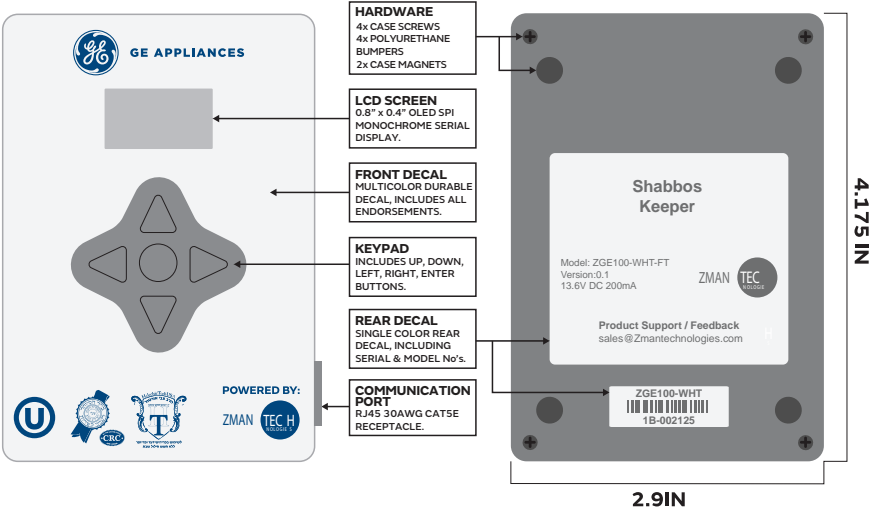 GE
GE APPLIANCES
U
CRC
T
POWERED BY:
ZMAN TEC H
NOLOGIE S
HARDWARE
4x CASE SCREWS
4x POLYURETHANE
BUMPERS
2x CASE MAGNETS
LCD SCREEN
0.8" x 0.4" OLED SPI
MONOCHROME SERIAL
DISPLAY.
FRONT DECAL
MULTICOLOR DURABLE
DECAL, INCLUDES ALL
ENDORSEMENTS.
KEYPAD
INCLUDES UP, DOWN,
LEFT, RIGHT, ENTER
BUTTONS.
REAR DECAL
SINGLE COLOR REAR
DECAL, INCLUDING
SERIAL & MODEL No's.
COMMUNICATION
PORT
RJ45 30AWG CAT5E
RECEPTACLE.
Shabbos
Keeper
Model: ZGE100-WHT-FT
Version:0.1
13.6V DC 200mA
ZMAN TEC
NOLOGIE
H
Product Support / Feedback
sales@Zmantechnologies.com
ZGE100-WHT
1B-002125
4.175 IN
2.9IN